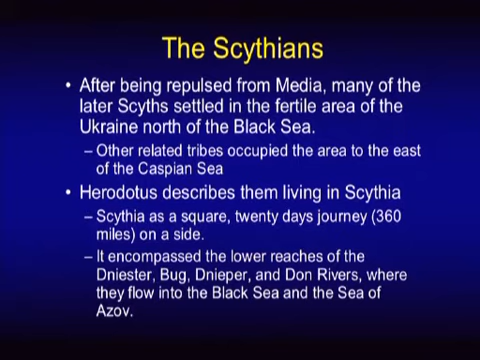 The Scythians
• After being repulsed from Media, many of the
later Scyths settled in the fertile area of the
Ukraine north of the Black Sea.
– Other related tribes occupied the area to the east
of the Caspian Sea
• Herodotus describes them living in Scythia
– Scythia as a square, twenty days journey (360
miles) on a side.
– It encompassed the lower reaches of the
Dniester, Bug, Dnieper, and Don Rivers, where
they flow into the Black Sea and the Sea of
Azov.